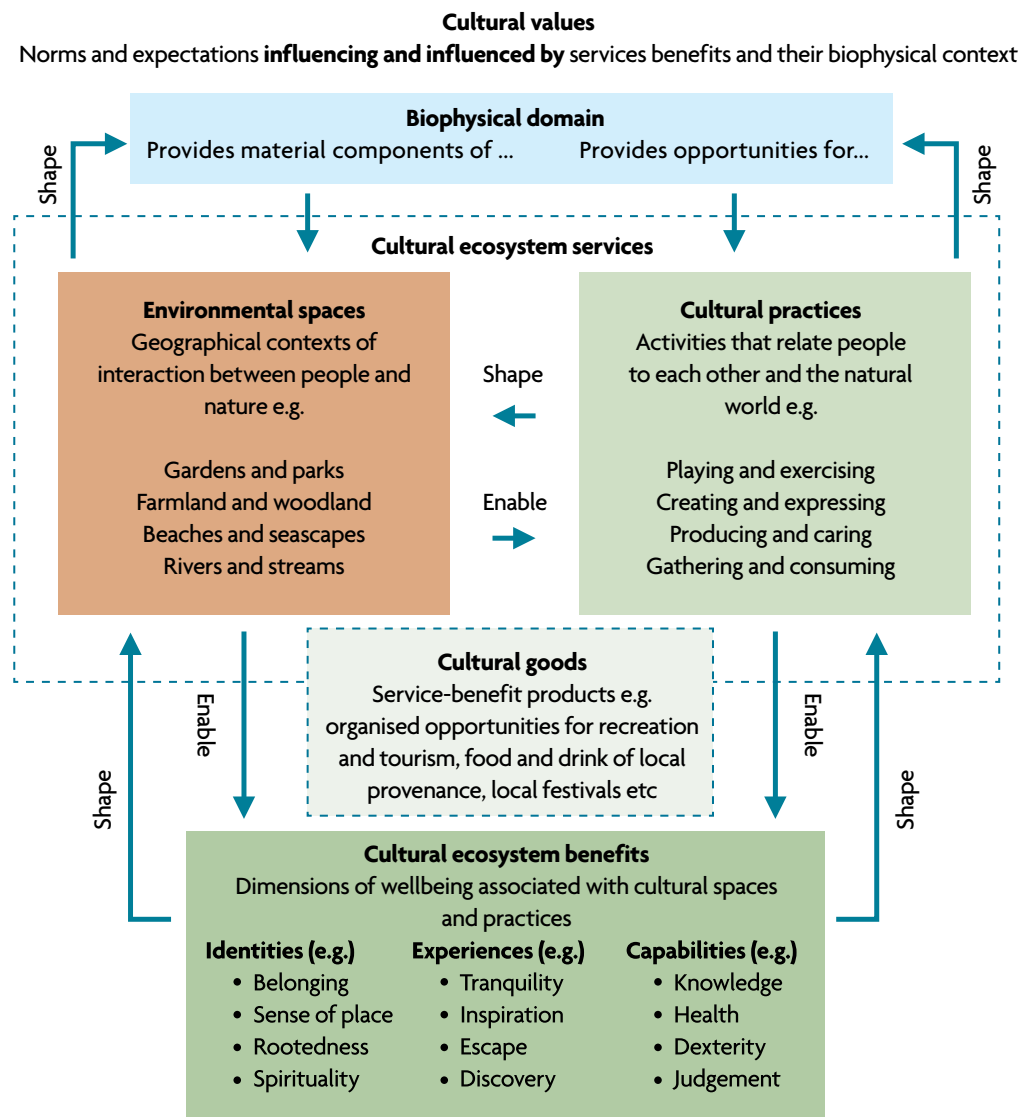 Cultural values
Norms and expectations influencing and influenced by services benefits and their biophysical context
Biophysical domain
Provides material components of ...
Provides opportunities for...
Shape
Shape
Cultural ecosystem services
Environmental spaces
Geographical contexts of
interaction between people and
nature e.g.
Gardens and parks
Farmland and woodland
Beaches and seascapes
Rivers and streams
Shape
Enable
Cultural practices
Activities that relate people
to each other and the natural
world e.g.
Playing and exercising
Creating and expressing
Producing and caring
Gathering and consuming
Shape
Enable
Cultural goods
Service-benefit products e.g.
organised opportunities for recreation
and tourism, food and drink of local
provenance, local festivals etc
Enable
Shape
Cultural ecosystem benefits
Dimensions of wellbeing associated with cultural spaces
and practices
Identities (e.g.)
• Belonging
• Sense of place
• Rootedness
• Spirituality
Experiences (e.g.)
• Tranquility
• Inspiration
• Escape
• Discovery
Capabilities (e.g.)
• Knowledge
• Health
• Dexterity
• Judgement